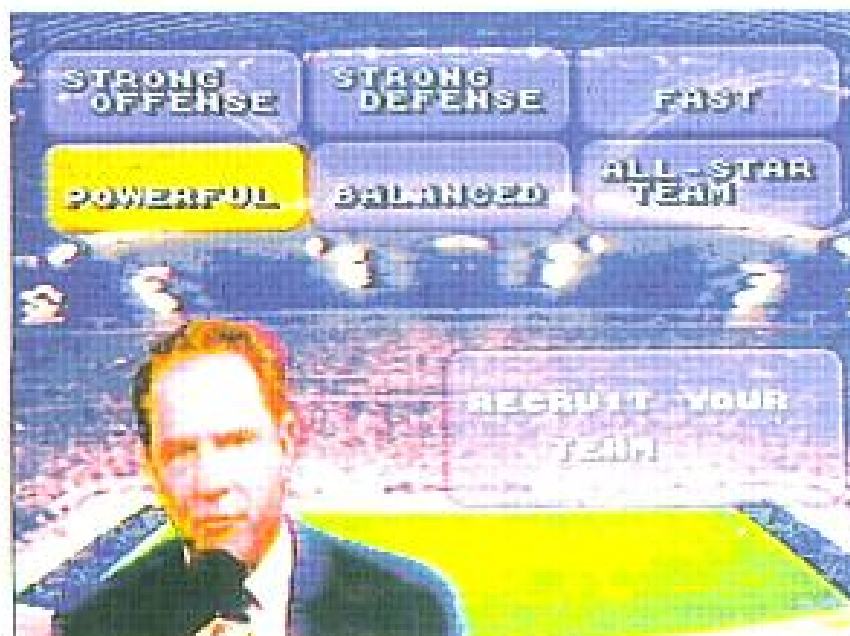 STRONG
OFFENSE
STRONG
DEFENSE
FAST
POWERFUL
BALANCED
ALL-STAR
TEAM
RECRUIT YOUR
TEAM